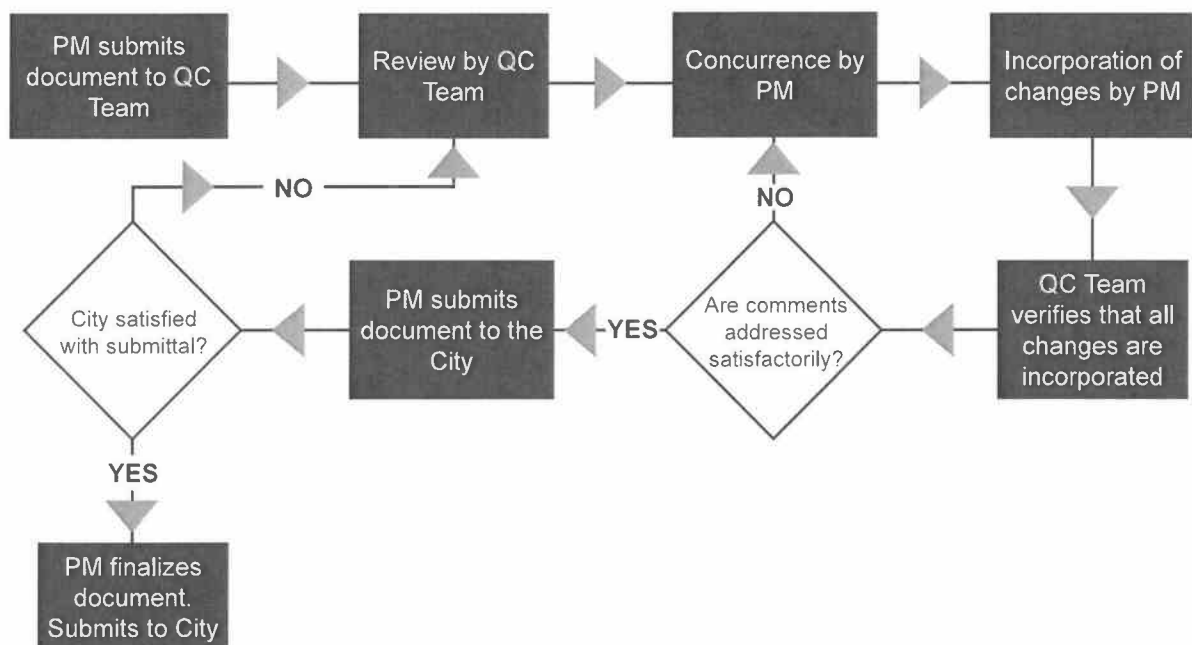 PM submits
document to QC
Team
Review by QC
Team
Concurrence by
PM
Incorporation of
changes by PM
NO
NO
City satisfied
with submittal?
PM submits
document to the
City
YES
Are comments
addressed
satisfactorily?
QC Team
verifies that all
changes are
incorporated
YES
PM finalizes
document.
Submits to City